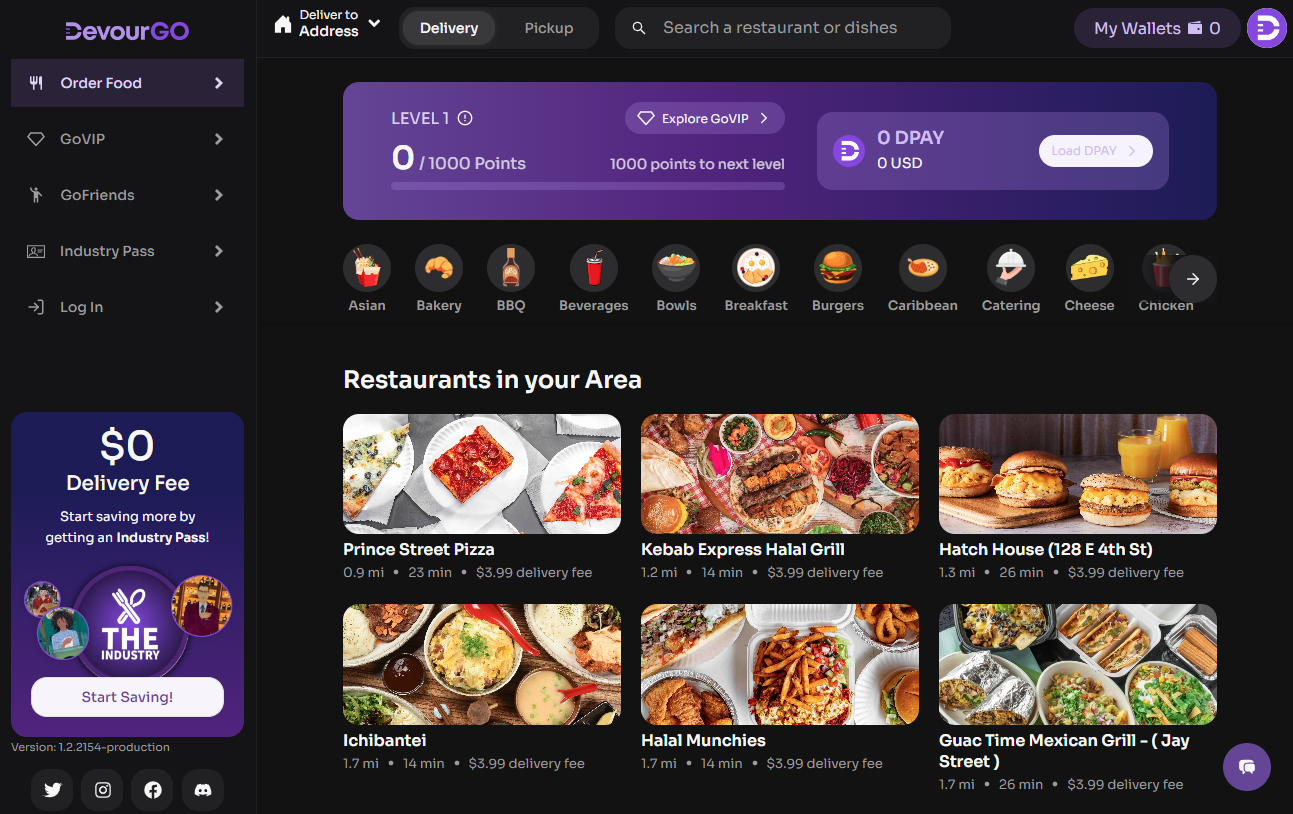 DevourGO
Order Food
GoVIP
GoFriends
Industry Pass
Log In
$0
Delivery Fee
Start saving more by
getting an Industry Pass!
THE
INDUSTRY
Start Saving!
Version: 1.2.2154-production
Deliver to
Address
Delivery
Pickup
Search a restaurant or dishes
My Wallets 0
LEVEL 1
Explore GoVIP
0 / 1000 Points
1000 points to next level
0 DPAY
0 USD
Load DPAY
Asian
Bakery
BBQ
Beverages
Bowls
Breakfast
Burgers
Caribbean
Catering
Cheese
Chicken
Restaurants in your Area
Prince Street Pizza
0.9 mi • 23 min • $3.99 delivery fee
Kebab Express Halal Grill
1.2 mi • 14 min • $3.99 delivery fee
Hatch House (128 E 4th St)
1.3 mi • 26 min • $3.99 delivery fee
Ichibantei
1.7 mi • 14 min • $3.99 delivery fee
Halal Munchies
1.7 mi • 14 min • $3.99 delivery fee
Guac Time Mexican Grill - ( Jay
Street )
1.7 mi • 26 min • $3.99 delivery fee